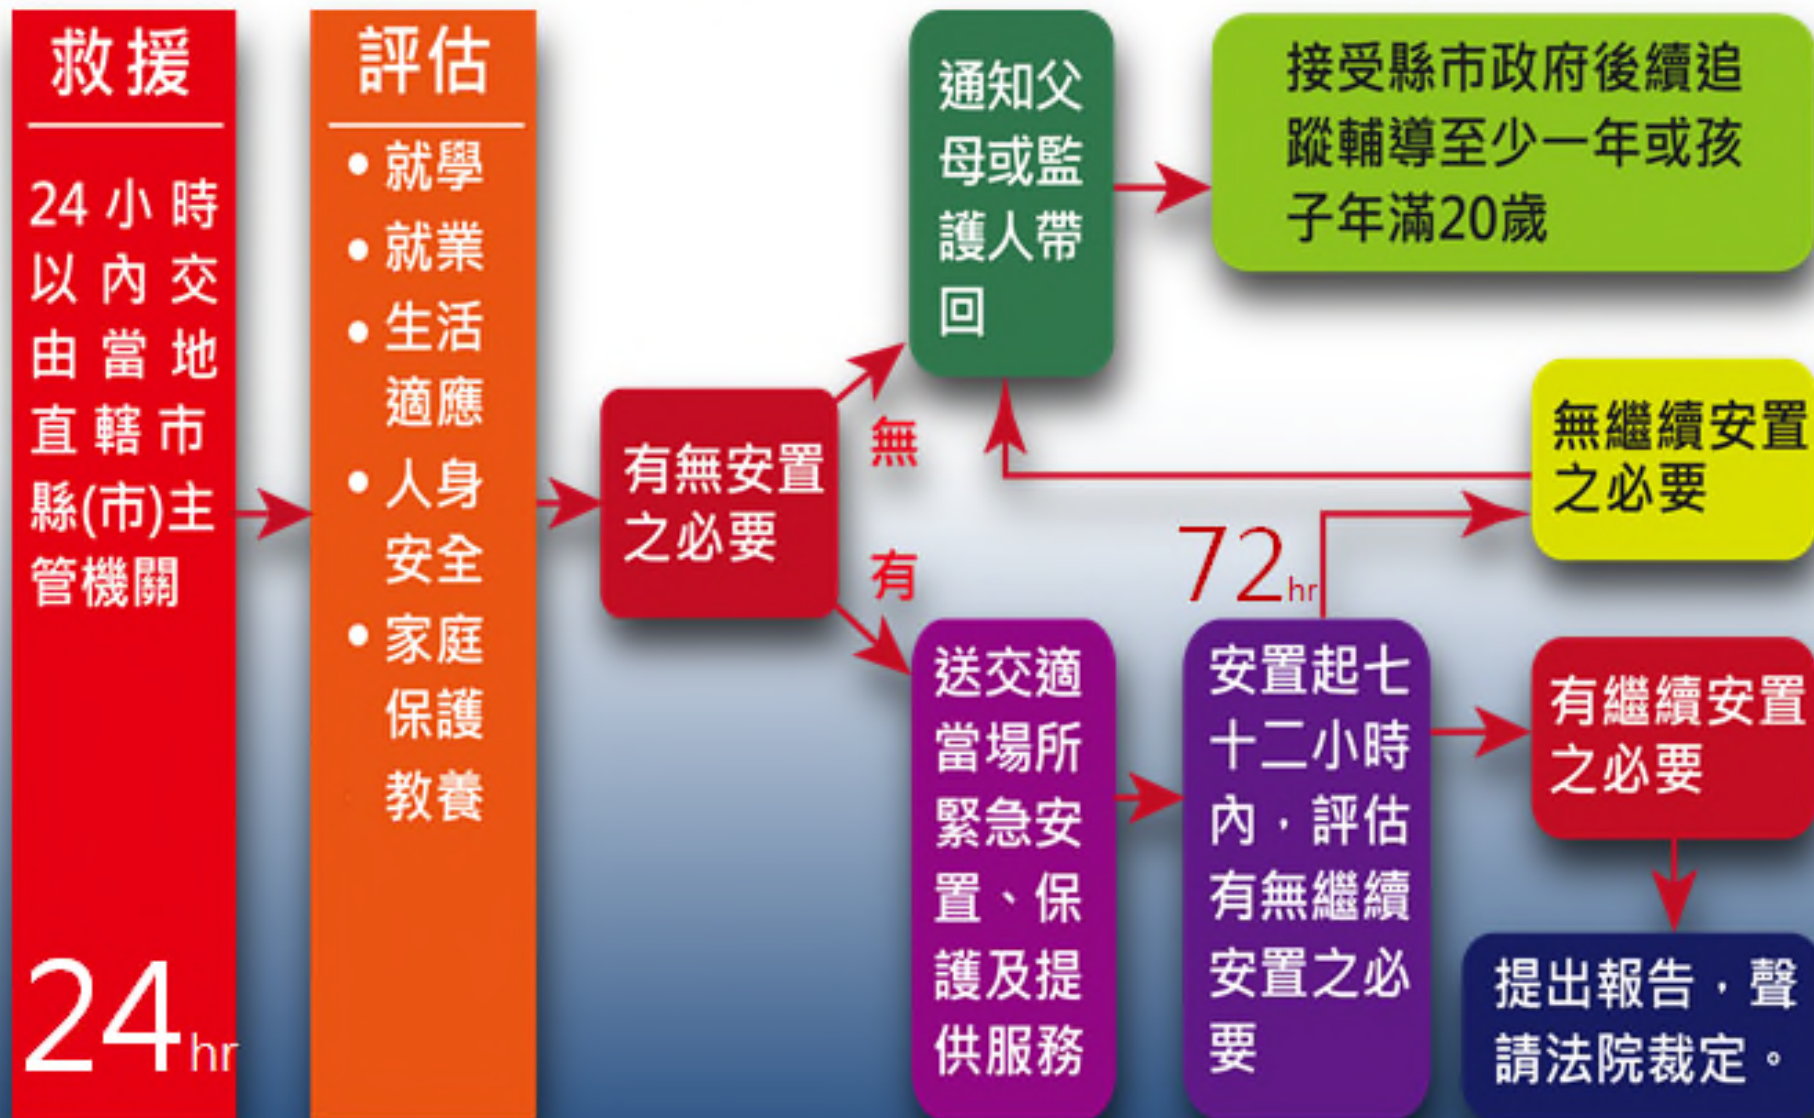 救援
24小時
以內交
由當地
直轄市
縣(市)主
管機關
24hr
評估
• 就學
• 就業
• 生活
適應
• 人身
安全
• 家庭
保護
教養
有無安置
之必要
無
有
通知父
母或監
護人帶
回
接受縣市政府後續追
蹤輔導至少一年或孩
子年滿20歲
送交適
當場所
緊急安
置、保
護及提
供服務
72hr
安置起七
十二小時
內，評估
有無繼續
安置之必
要
無繼續安置
之必要
有繼續安置
之必要
提出報告，聲
請法院裁定。